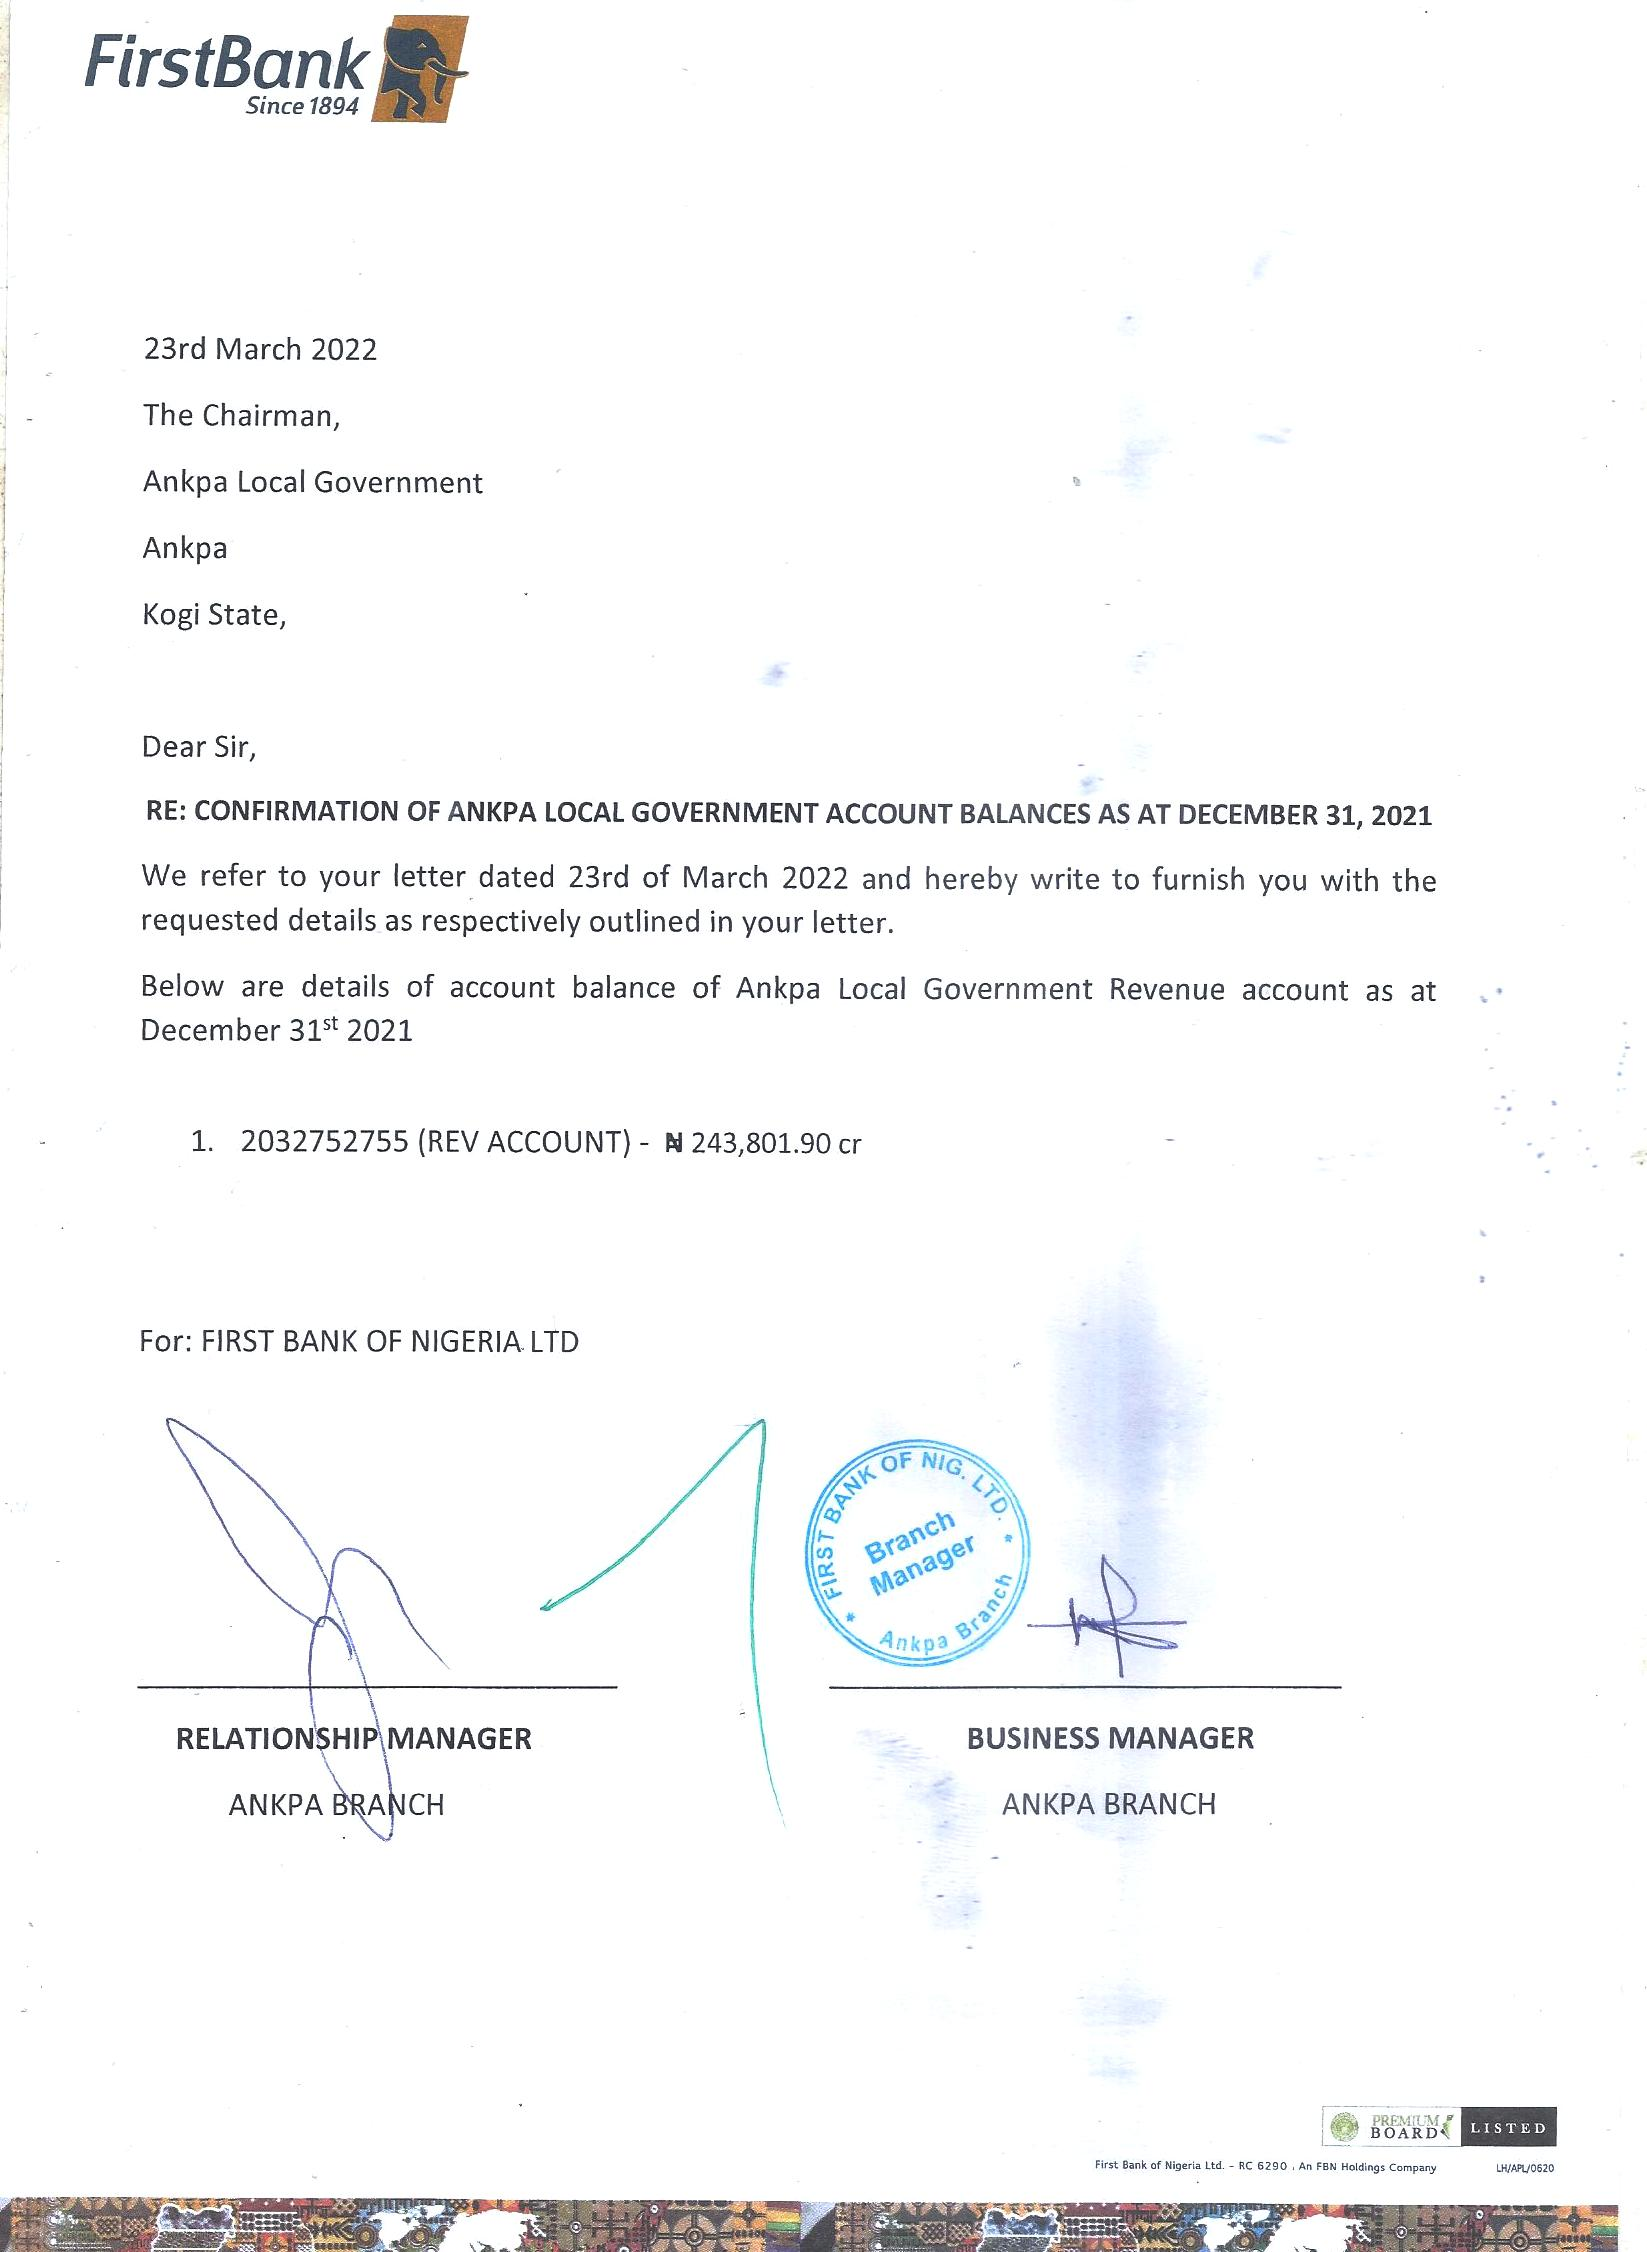 FirstBank
Since 1894
23rd March 2022
The Chairman,
Ankpa Local Government
Ankpa
Kogi State,
Dear Sir,
RE: CONFIRMATION OF ANKPA LOCAL GOVERNMENT ACCOUNT BALANCES AS AT DECEMBER 31, 2021
We refer to your letter dated 23rd of March 2022 and hereby write to furnish you with the
requested details as respectively outlined in your letter.
Below are details of account balance of Ankpa Local Government Revenue account as at
December 31st 2021
1. 2032752755 (REV ACCOUNT) - ₦ 243,801.90 cr
For: FIRST BANK OF NIGERIA LTD
* FIRST BANK OF NIG. LTD. *
Branch
Manager
Ankpa Branch
RELATIONSHIP MANAGER
BUSINESS MANAGER
ANKPA BRANCH
ANKPA BRANCH
PREMIUM
BOARD
LISTED
First Bank of Nigeria Ltd. - RC 6290 . An FBN Holdings Company
LH/APL/0620